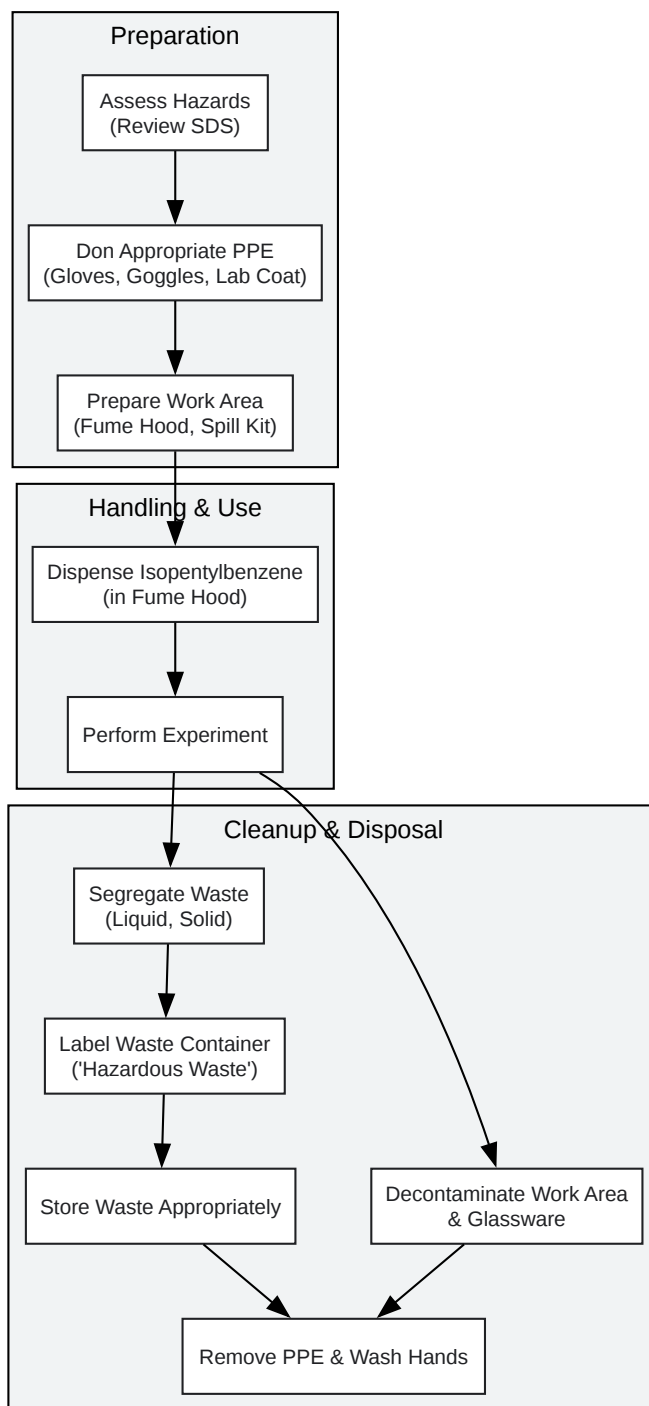 Preparation
Assess Hazards
(Review SDS)
Don Appropriate PPE
(Gloves, Goggles, Lab Coat)
Prepare Work Area
(Fume Hood, Spill Kit)
Handling & Use
Dispense Isopentylbenzene
(in Fume Hood)
Perform Experiment
Cleanup & Disposal
Segregate Waste
(Liquid, Solid)
Label Waste Container
('Hazardous Waste')
Store Waste Appropriately
Decontaminate Work Area
& Glassware
Remove PPE & Wash Hands